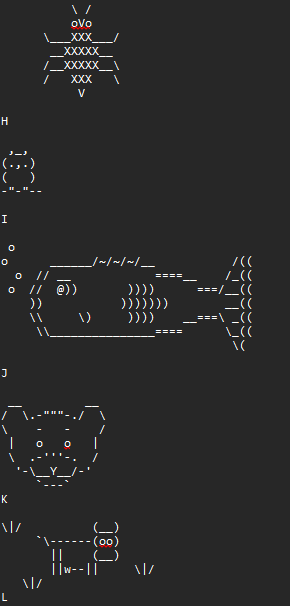 \ /
       oVo
   \___XXX___/
    __XXXXX__
   /__XXXXX__\
   /   XXX   \
        V
H
 ,_,
(.,.)
(   )
-"-"--
I
 o
o      ______/~/~/~/__           /((
  o  // __            ====__    /_((
 o  //  @))       ))))      ===/__((
    ))           )))))))        __((
    \\     \)     ))))    __===\ _((
     \\_______________====      \_((
                                 \(
J
 __         __
/  \.-"""-./  \
\    -   -    /
 |   o   o   |
 \  .-'''-.  /
  '-\__Y__/-'
     `---`
K
\|/          (__)
     `\------(oo)
       ||    (__)
       ||w--||     \|/
   \|/
L